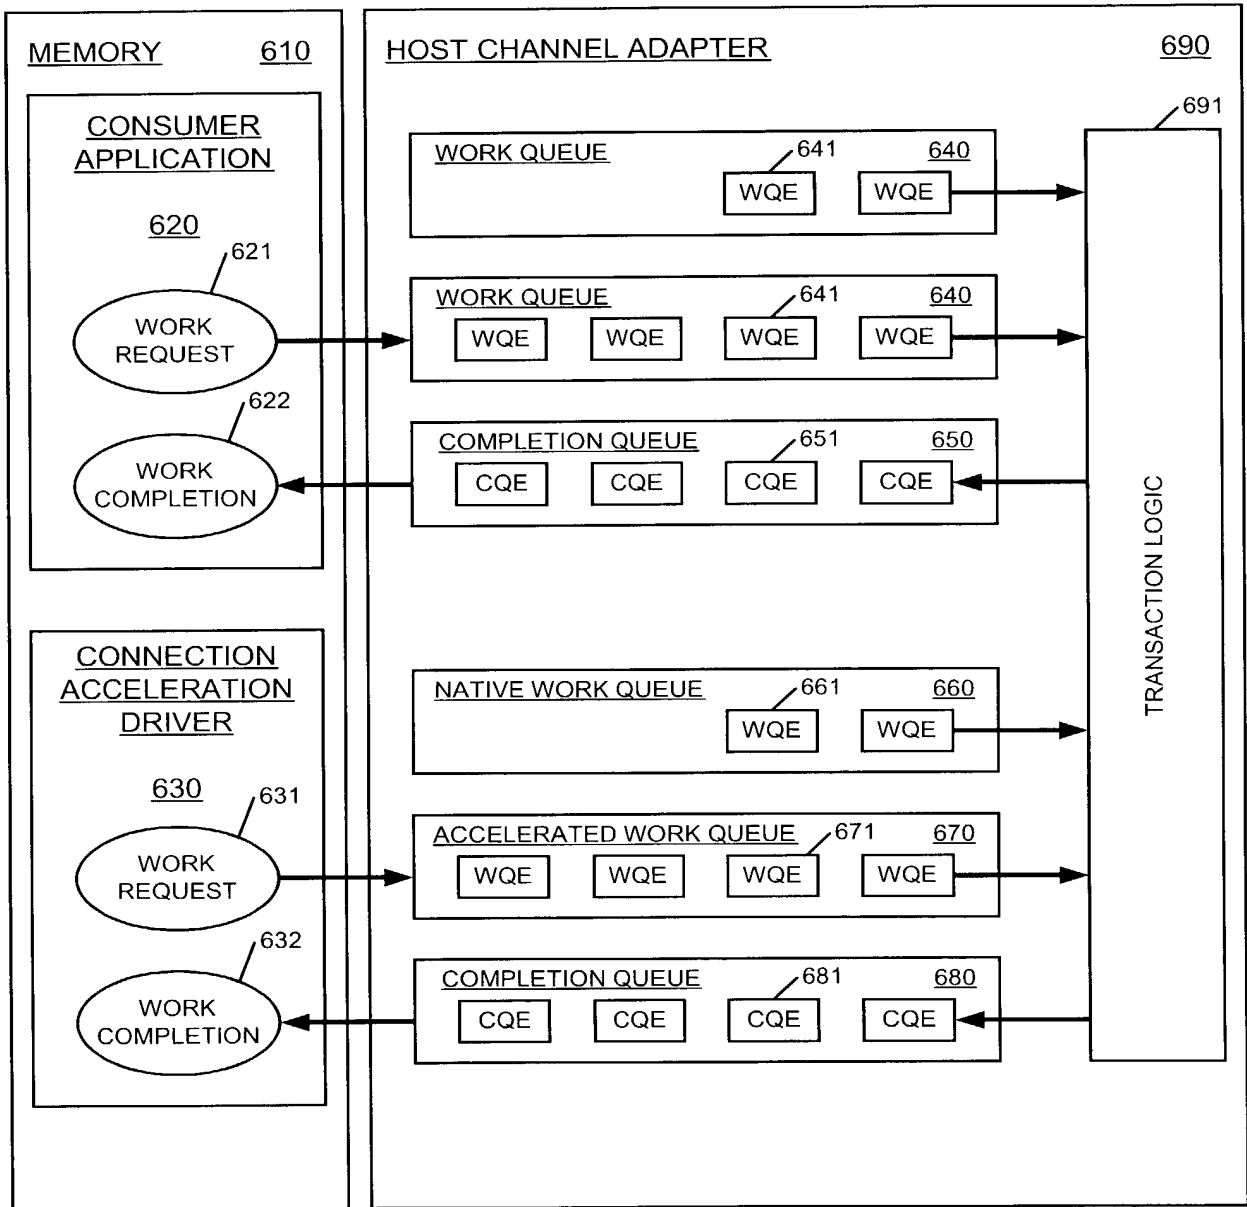 MEMORY 610
CONSUMER
APPLICATION
620
621
WORK
REQUEST
622
WORK
COMPLETION
CONNECTION
ACCELERATION
DRIVER
630
631
WORK
REQUEST
632
WORK
COMPLETION
HOST CHANNEL ADAPTER 690
691
WORK QUEUE 641 640
WQE WQE
WORK QUEUE 641 640
WQE WQE WQE WQE
COMPLETION QUEUE 651 650
CQE CQE CQE CQE
NATIVE WORK QUEUE 661 660
WQE WQE
ACCELERATED WORK QUEUE 671 670
WQE WQE WQE WQE
COMPLETION QUEUE 681 680
CQE CQE CQE CQE
TRANSACTION LOGIC